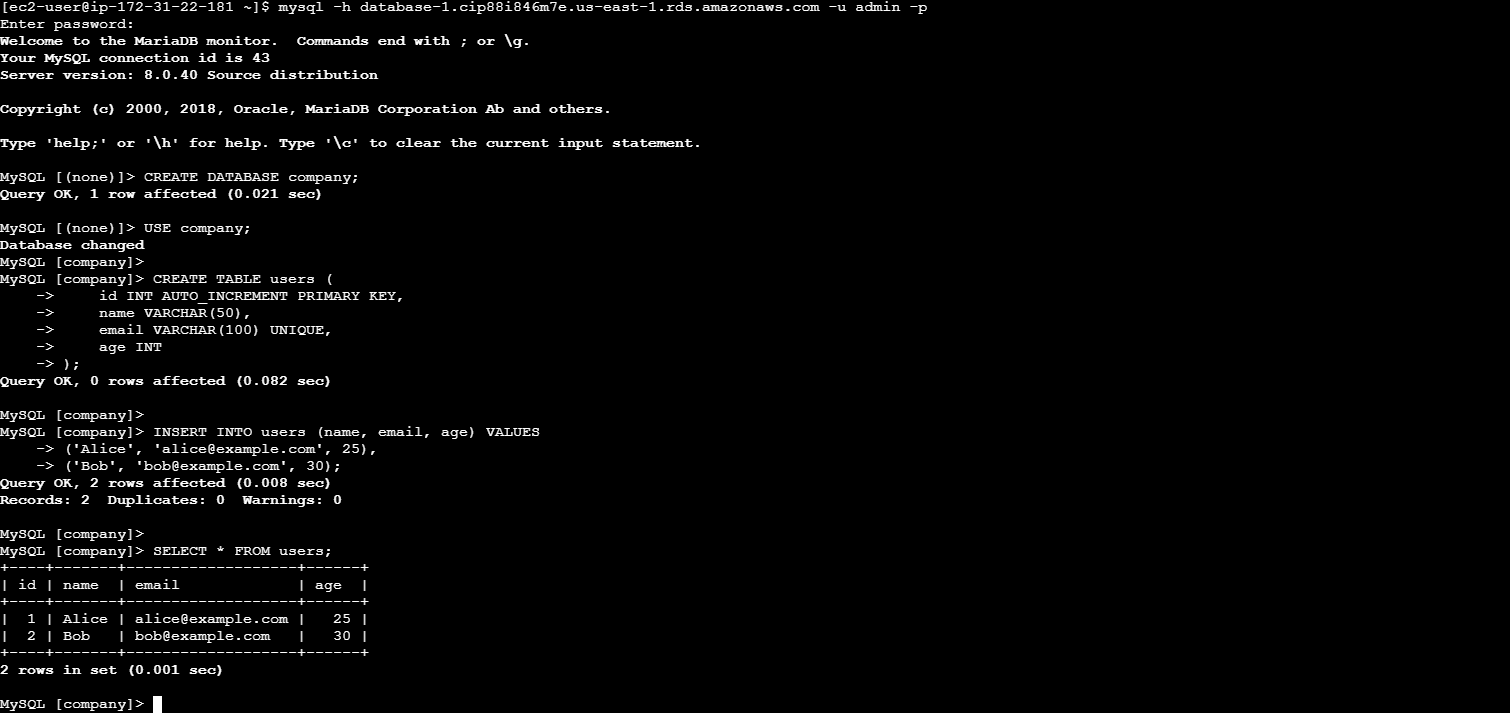 [ec2-user@ip-172-31-22-181 ~]$ mysql -h database-1.cip88i846m7e.us-east-1.rds.amazonaws.com -u admin -p
Enter password:
Welcome to the MariaDB monitor.  Commands end with ; or \g.
Your MySQL connection id is 43
Server version: 8.0.40 Source distribution

Copyright (c) 2000, 2018, Oracle, MariaDB Corporation Ab and others.

Type 'help;' or '\h' for help. Type '\c' to clear the current input statement.

MySQL [(none)]> CREATE DATABASE company;
Query OK, 1 row affected (0.021 sec)

MySQL [(none)]> USE company;
Database changed
MySQL [company]>
MySQL [company]> CREATE TABLE users (
    ->     id INT AUTO_INCREMENT PRIMARY KEY,
    ->     name VARCHAR(50),
    ->     email VARCHAR(100) UNIQUE,
    ->     age INT
    -> );
Query OK, 0 rows affected (0.082 sec)

MySQL [company]>
MySQL [company]> INSERT INTO users (name, email, age) VALUES
    -> ('Alice', 'alice@example.com', 25),
    -> ('Bob', 'bob@example.com', 30);
Query OK, 2 rows affected (0.008 sec)
Records: 2  Duplicates: 0  Warnings: 0

MySQL [company]>
MySQL [company]> SELECT * FROM users;
+----+-------+-------------------+------+
| id | name  | email             | age  |
+----+-------+-------------------+------+
|  1 | Alice | alice@example.com |   25 |
|  2 | Bob   | bob@example.com   |   30 |
+----+-------+-------------------+------+
2 rows in set (0.001 sec)

MySQL [company]>